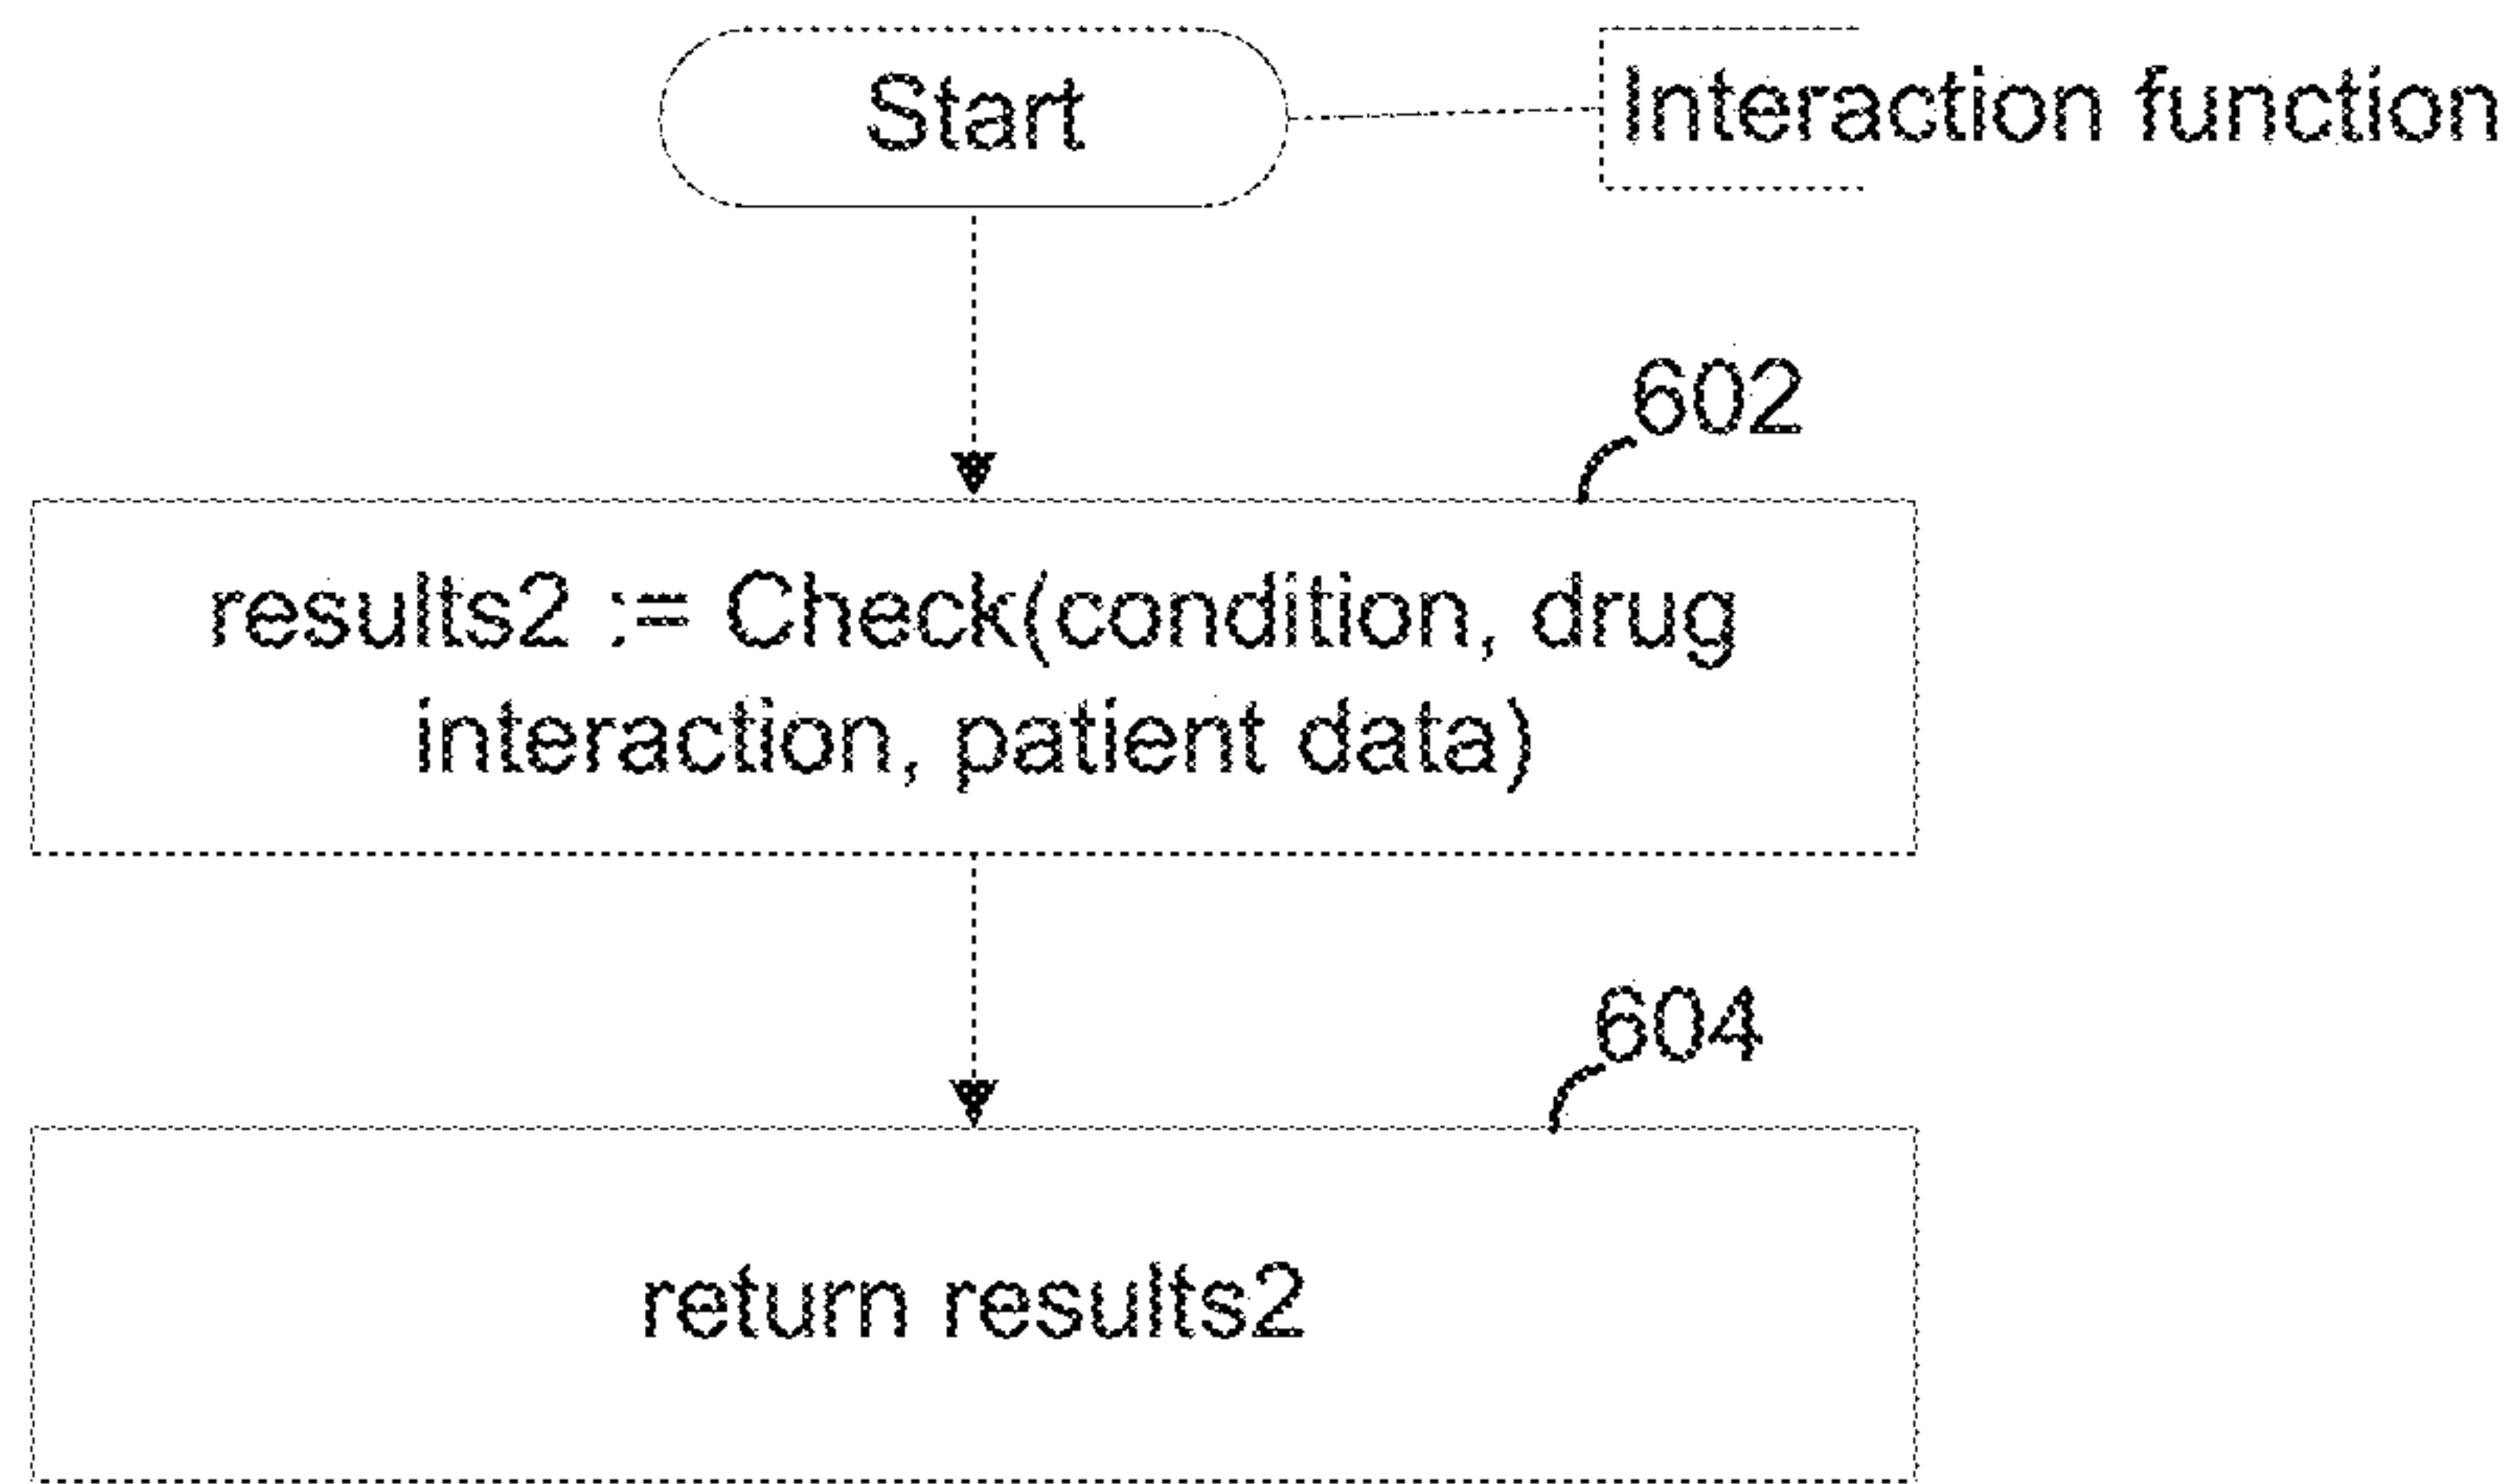 Start
Interaction function
602
results2 := Check(condition, drug
interaction, patient data)
604
return results2